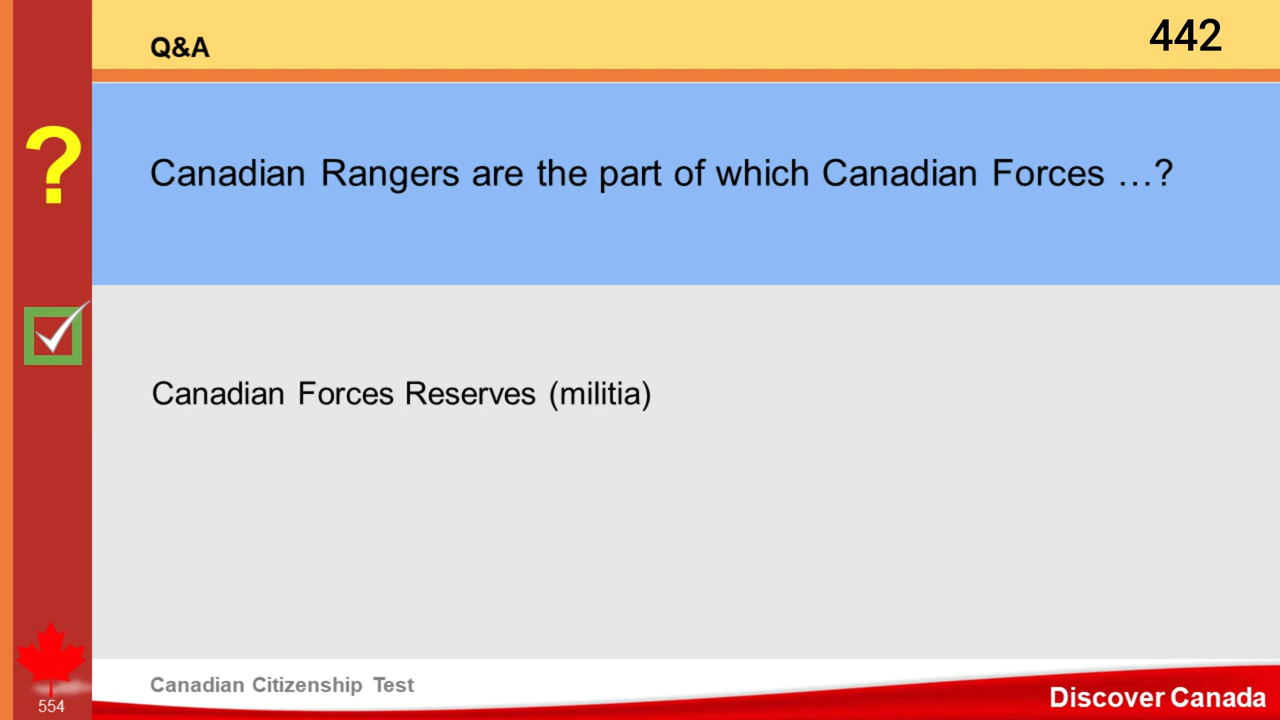 Q&A
442
?
Canadian Rangers are the part of which Canadian Forces …?
Canadian Forces Reserves (militia)
Canadian Citizenship Test
554
Discover Canada